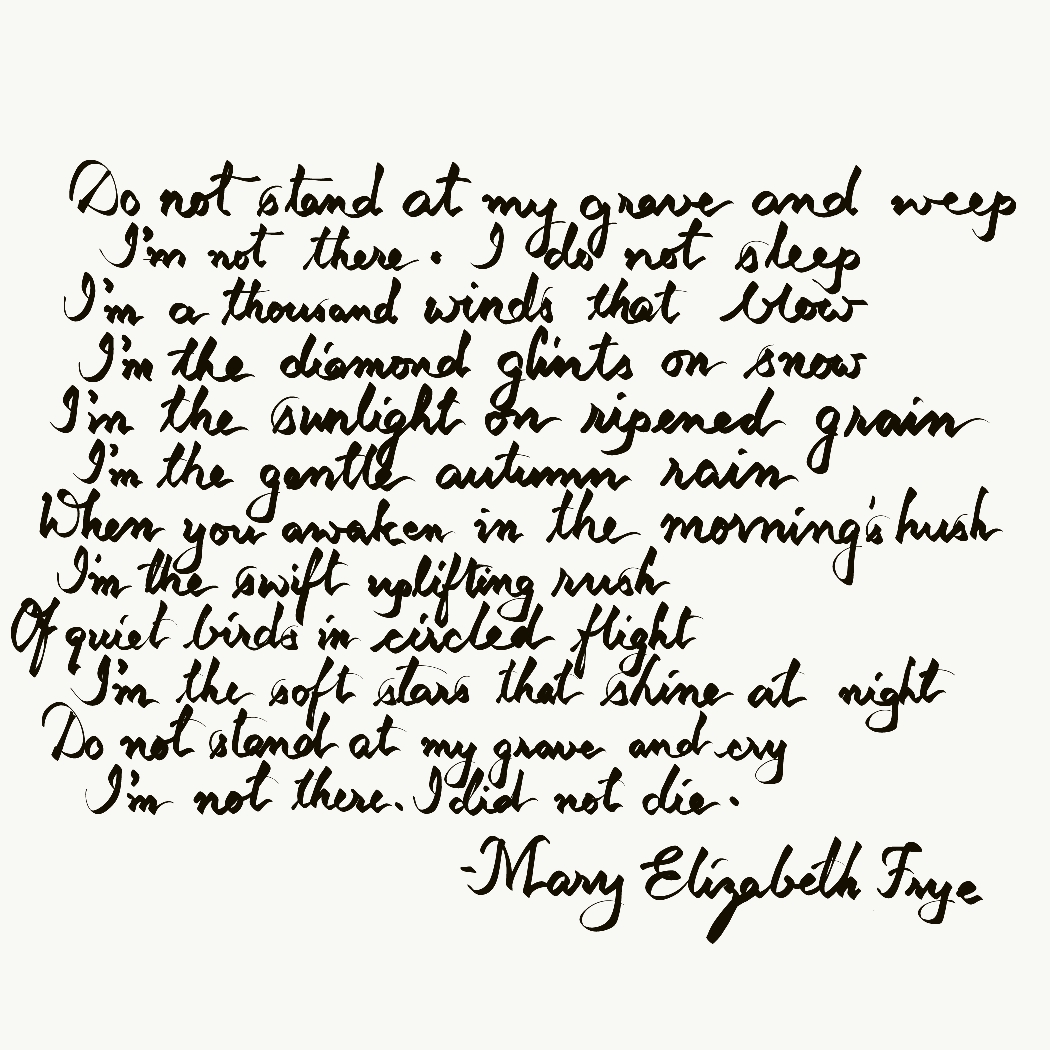 Do not stand at my grave and weep
I'm not there. I do not sleep
I'm a thousand winds that blow
I'm the diamond glints on snow
I'm the sunlight on ripened grain
I'm the gentle autumn rain
When you awaken in the morning's hush
I'm the swift uplifting rush
Of quiet birds in circled flight
I'm the soft stars that shine at night
Do not stand at my grave and cry
I'm not there. I did not die.
-Mary Elizabeth Frye